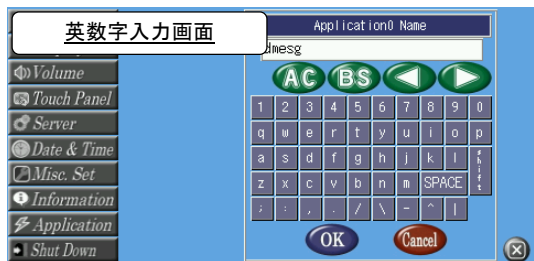 英数字入力画面
Volume
Touch Panel
Server
Date & Time
Misc. Set
Information
Application
Shut Down
Application0 Name
dmesg
AC BS
1 2 3 4 5 6 7 8 9 0
q w e r t y u i o p
a s d f g h j k l shift
z x c v b n m SPACE
; : , . / \ - ^ |
OK Cancel